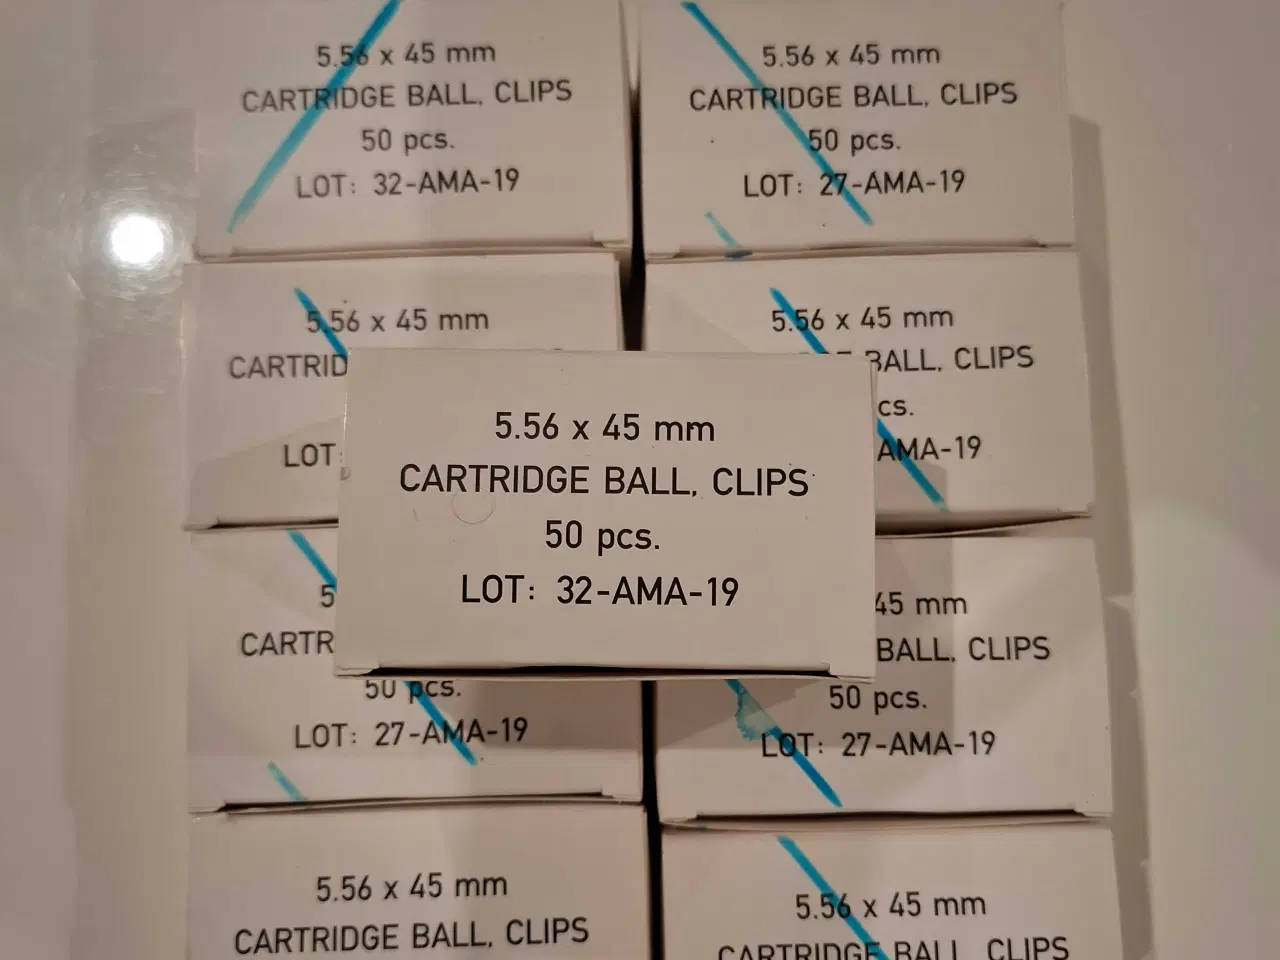 5.56 x 45 mm
CARTRIDGE BALL, CLIPS
50 pcs.
LOT: 32-AMA-19
5.56 x 45 mm
CARTRIDGE BALL, CLIPS
50 pcs.
LOT: 27-AMA-19
5.56 x 45 mm
CARTRID
LOT:
5.56 x 45 mm
BALL, CLIPS
cs.
AMA-19
5.56 x 45 mm
CARTRIDGE BALL, CLIPS
50 pcs.
LOT: 32-AMA-19
5
CARTR
50 pcs.
LOT: 27-AMA-19
45 mm
BALL, CLIPS
50 pcs.
LOT: 27-AMA-19
5.56 x 45 mm
CARTRIDGE BALL, CLIPS
5.56 x 45 mm
CARTRIDGE BALL, CLIPS